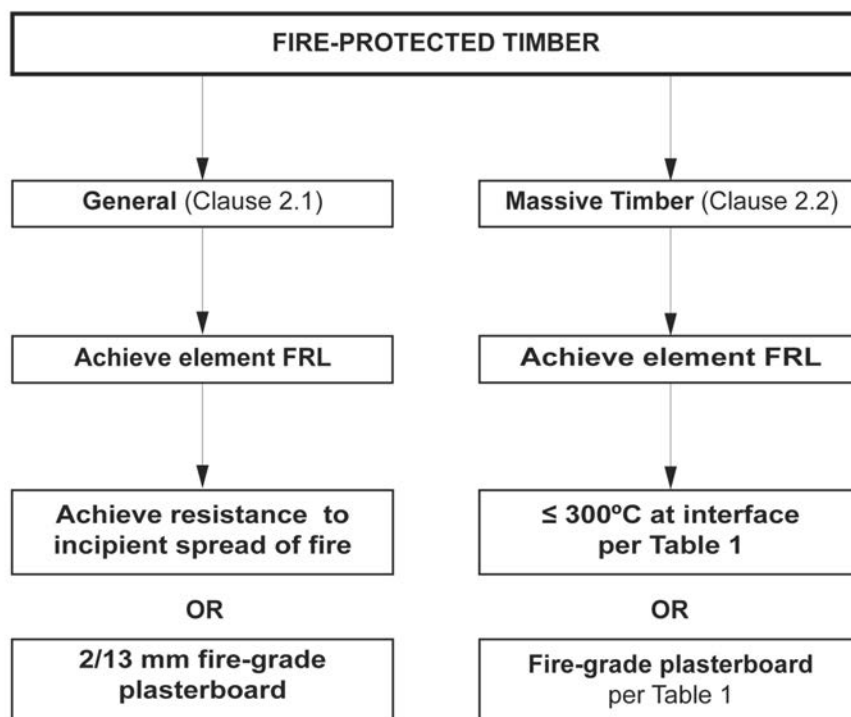 FIRE-PROTECTED TIMBER
General (Clause 2.1)
Massive Timber (Clause 2.2)
Achieve element FRL
Achieve element FRL
Achieve resistance to
incipient spread of fire
≤ 300ºC at interface
per Table 1
OR
OR
2/13 mm fire-grade
plasterboard
Fire-grade plasterboard
per Table 1